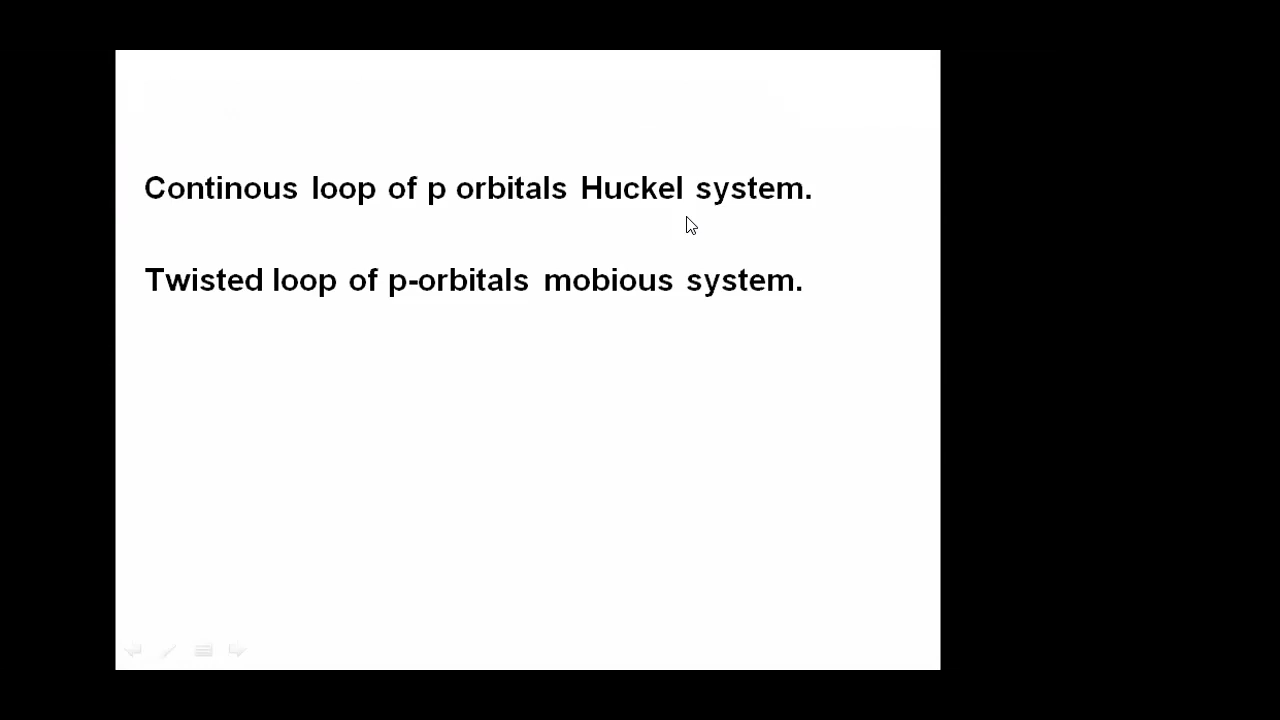 Continous loop of p orbitals Huckel system.
Twisted loop of p-orbitals mobious system.